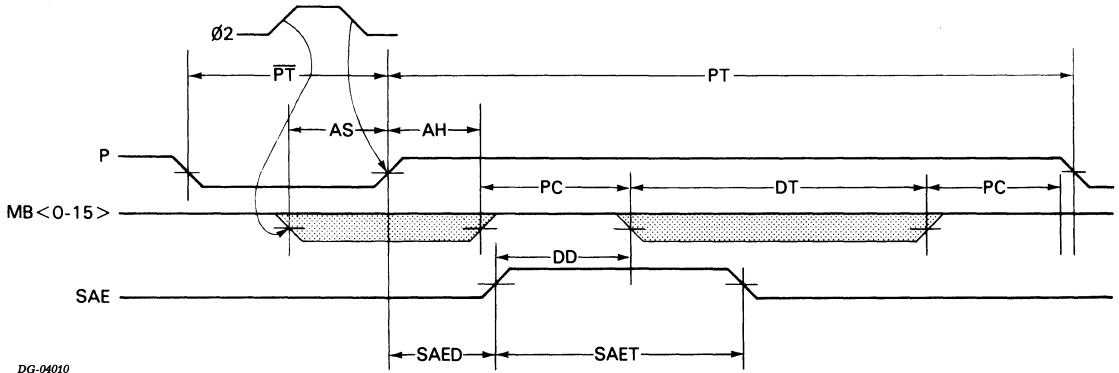 Ø2
PT
PT
AS
AH
P
PC
DT
PC
MB<0-15>
DD
SAE
SAED
SAET
DG-04010